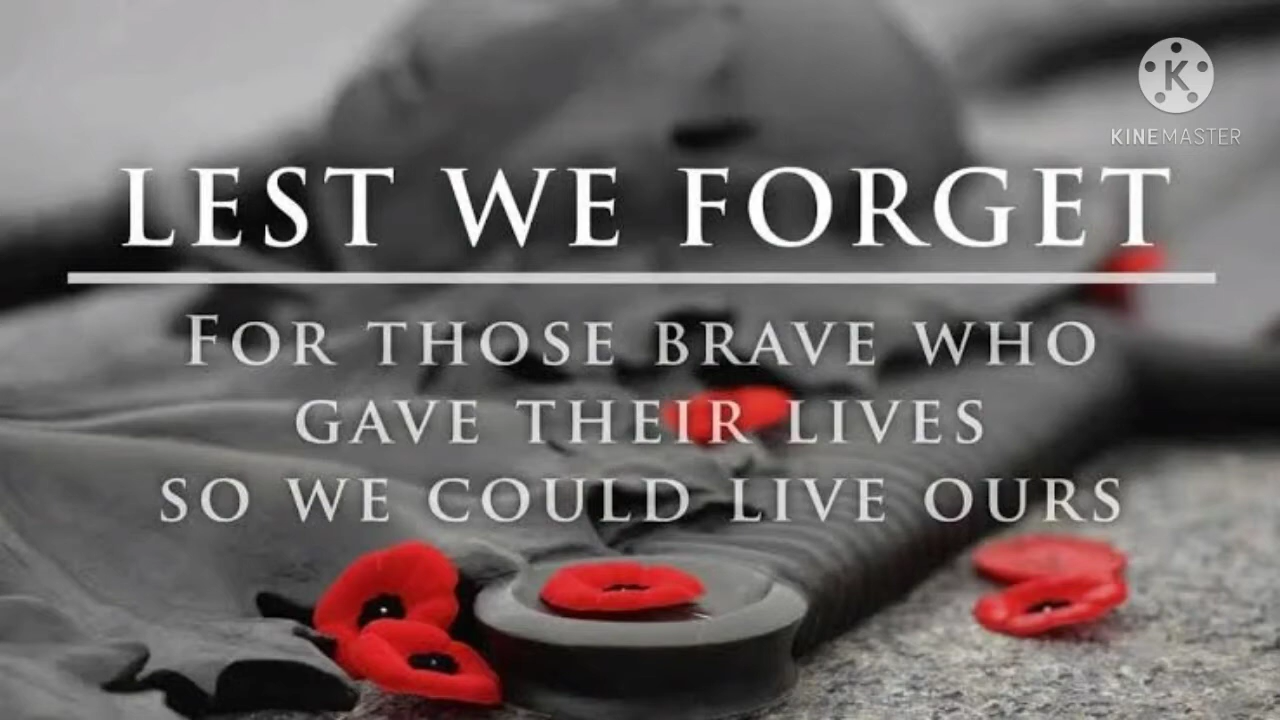 K
KINEMASTER
LEST WE FORGET
FOR THOSE BRAVE WHO
GAVE THEIR LIVES
SO WE COULD LIVE OURS